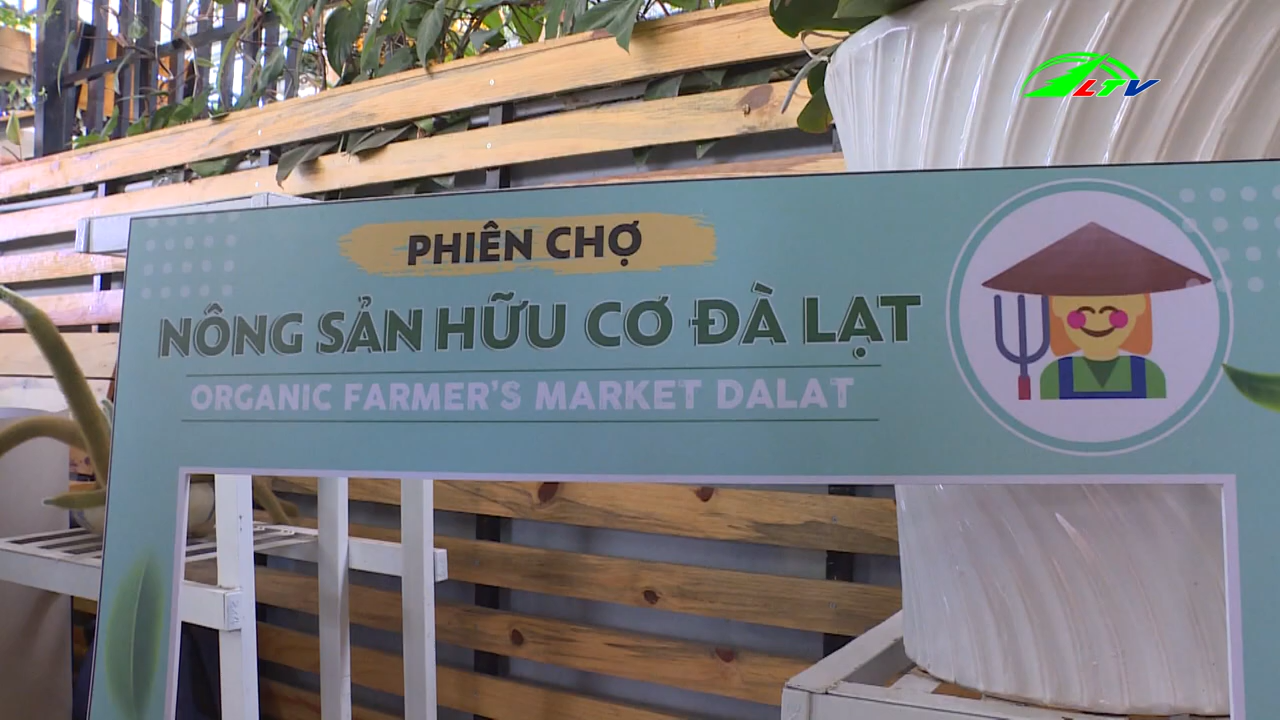 LTV
PHIÊN CHỢ
NÔNG SẢN HỮU CƠ ĐÀ LẠT
ORGANIC FARMER'S MARKET DALAT